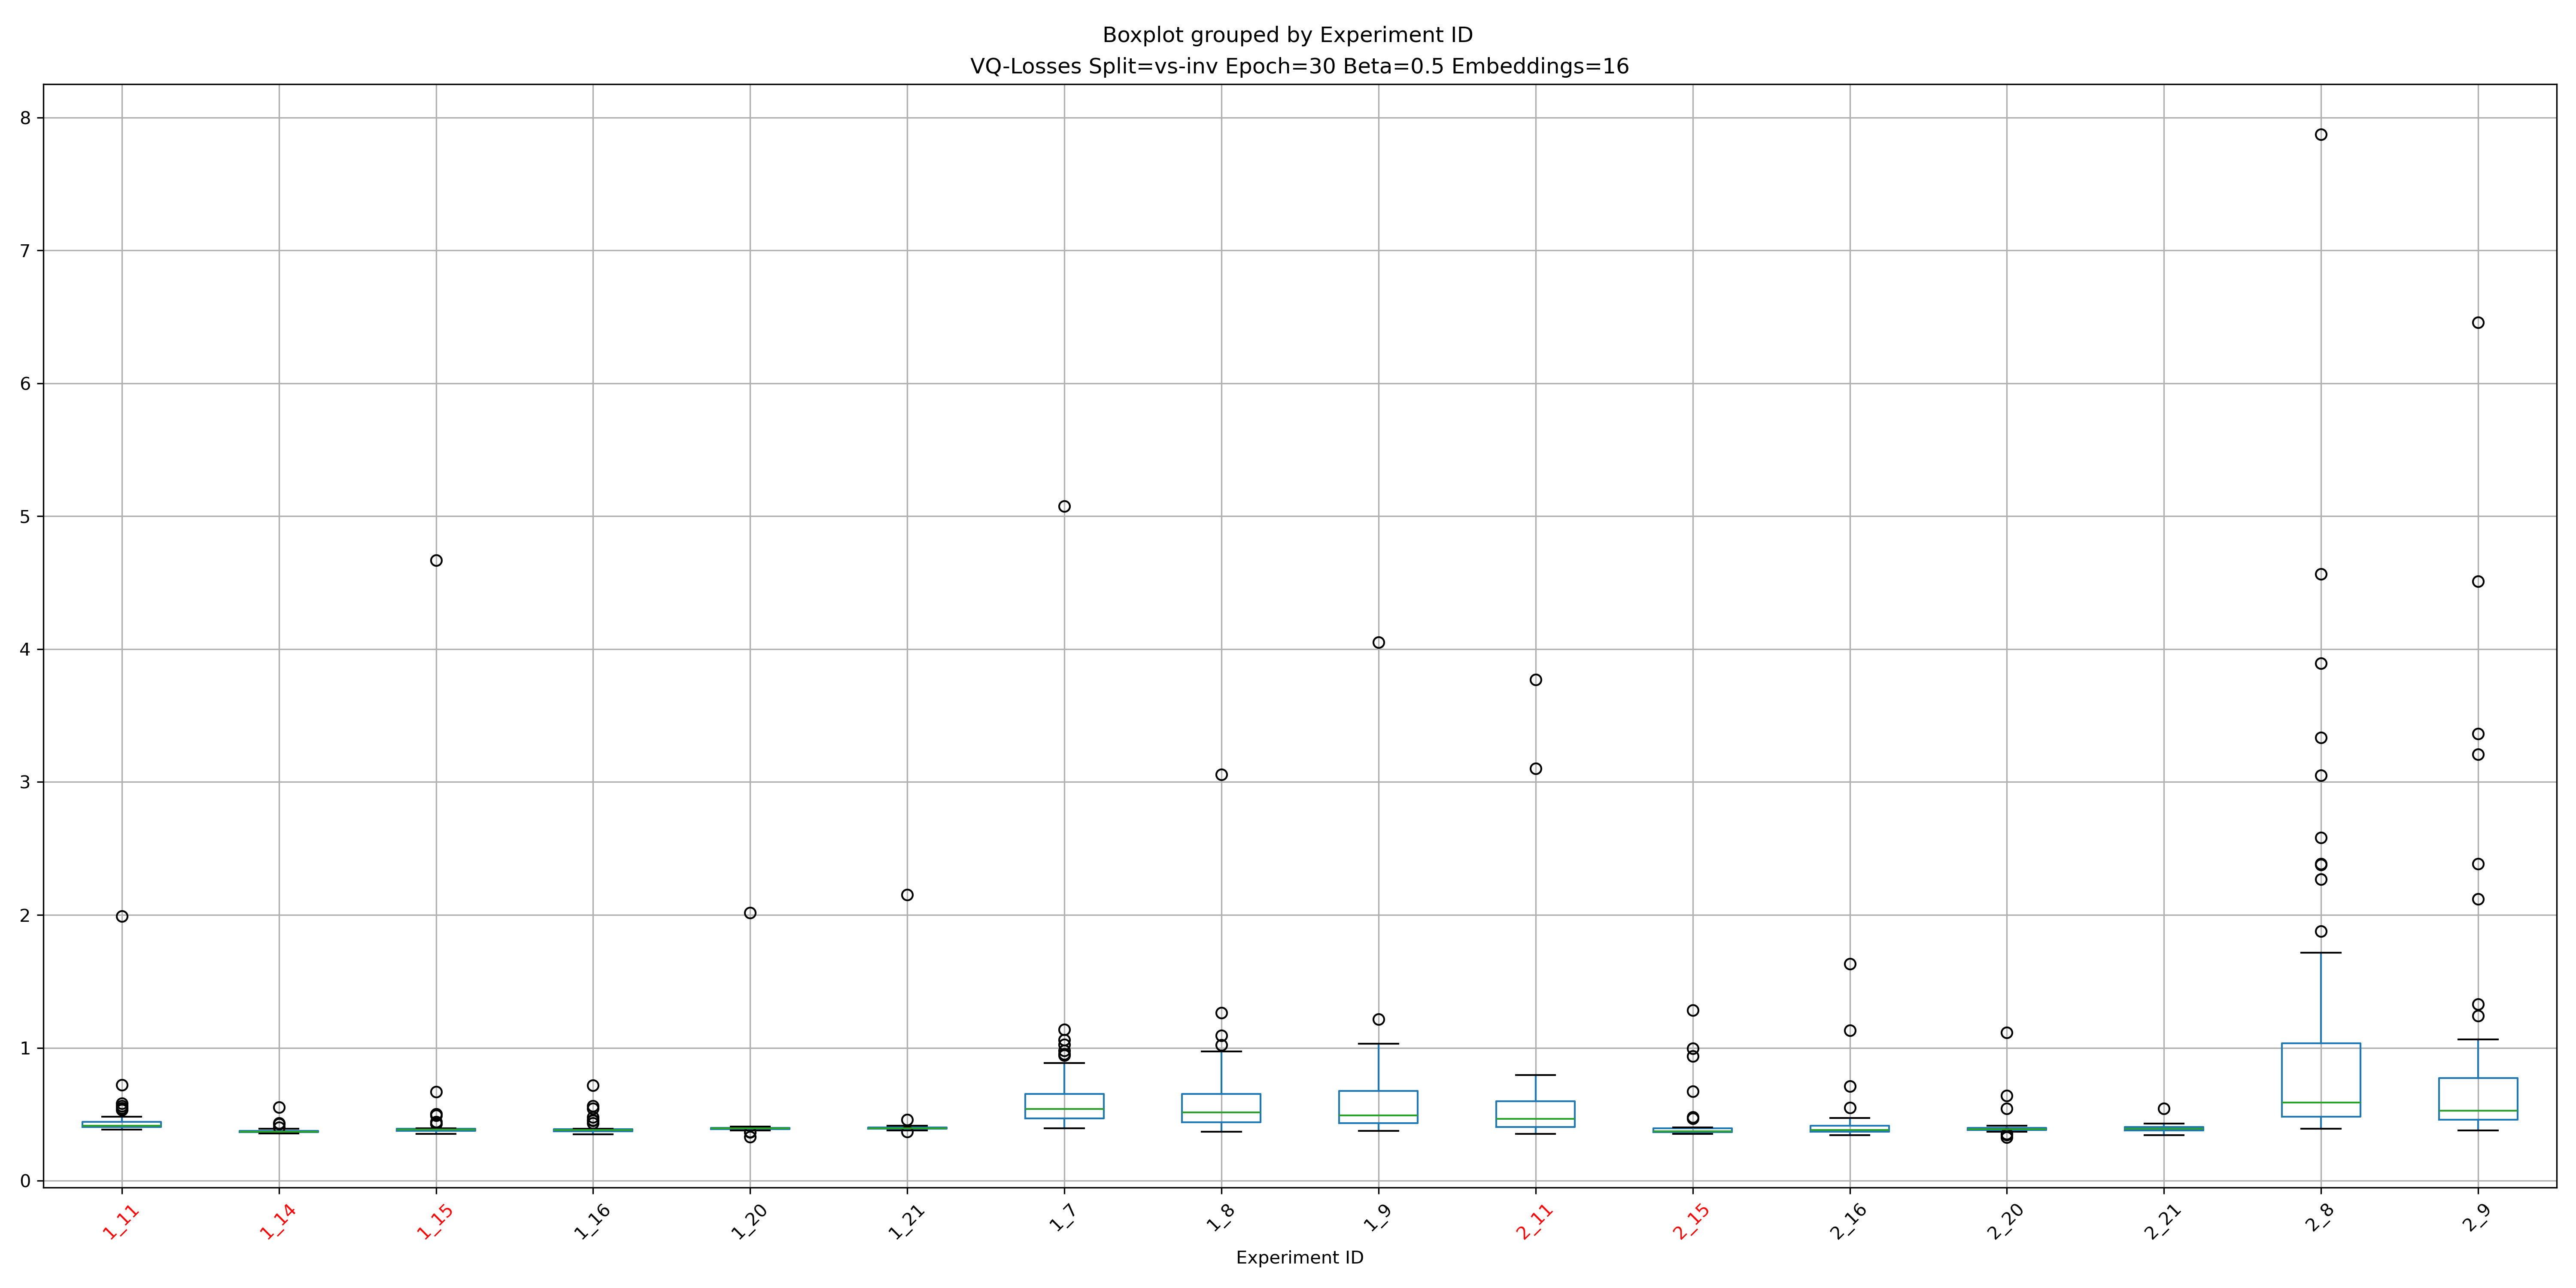 Boxplot grouped by Experiment ID
VQ-Losses Split=vs-inv Epoch=30 Beta=0.5 Embeddings=16
8
7
6
5
4
3
2
1
0
1_11 1_14 1_15 1_16 1_20 1_21 1_7 1_8 1_9 2_11 2_15 2_16 2_20 2_21 2_8 2_9
Experiment ID